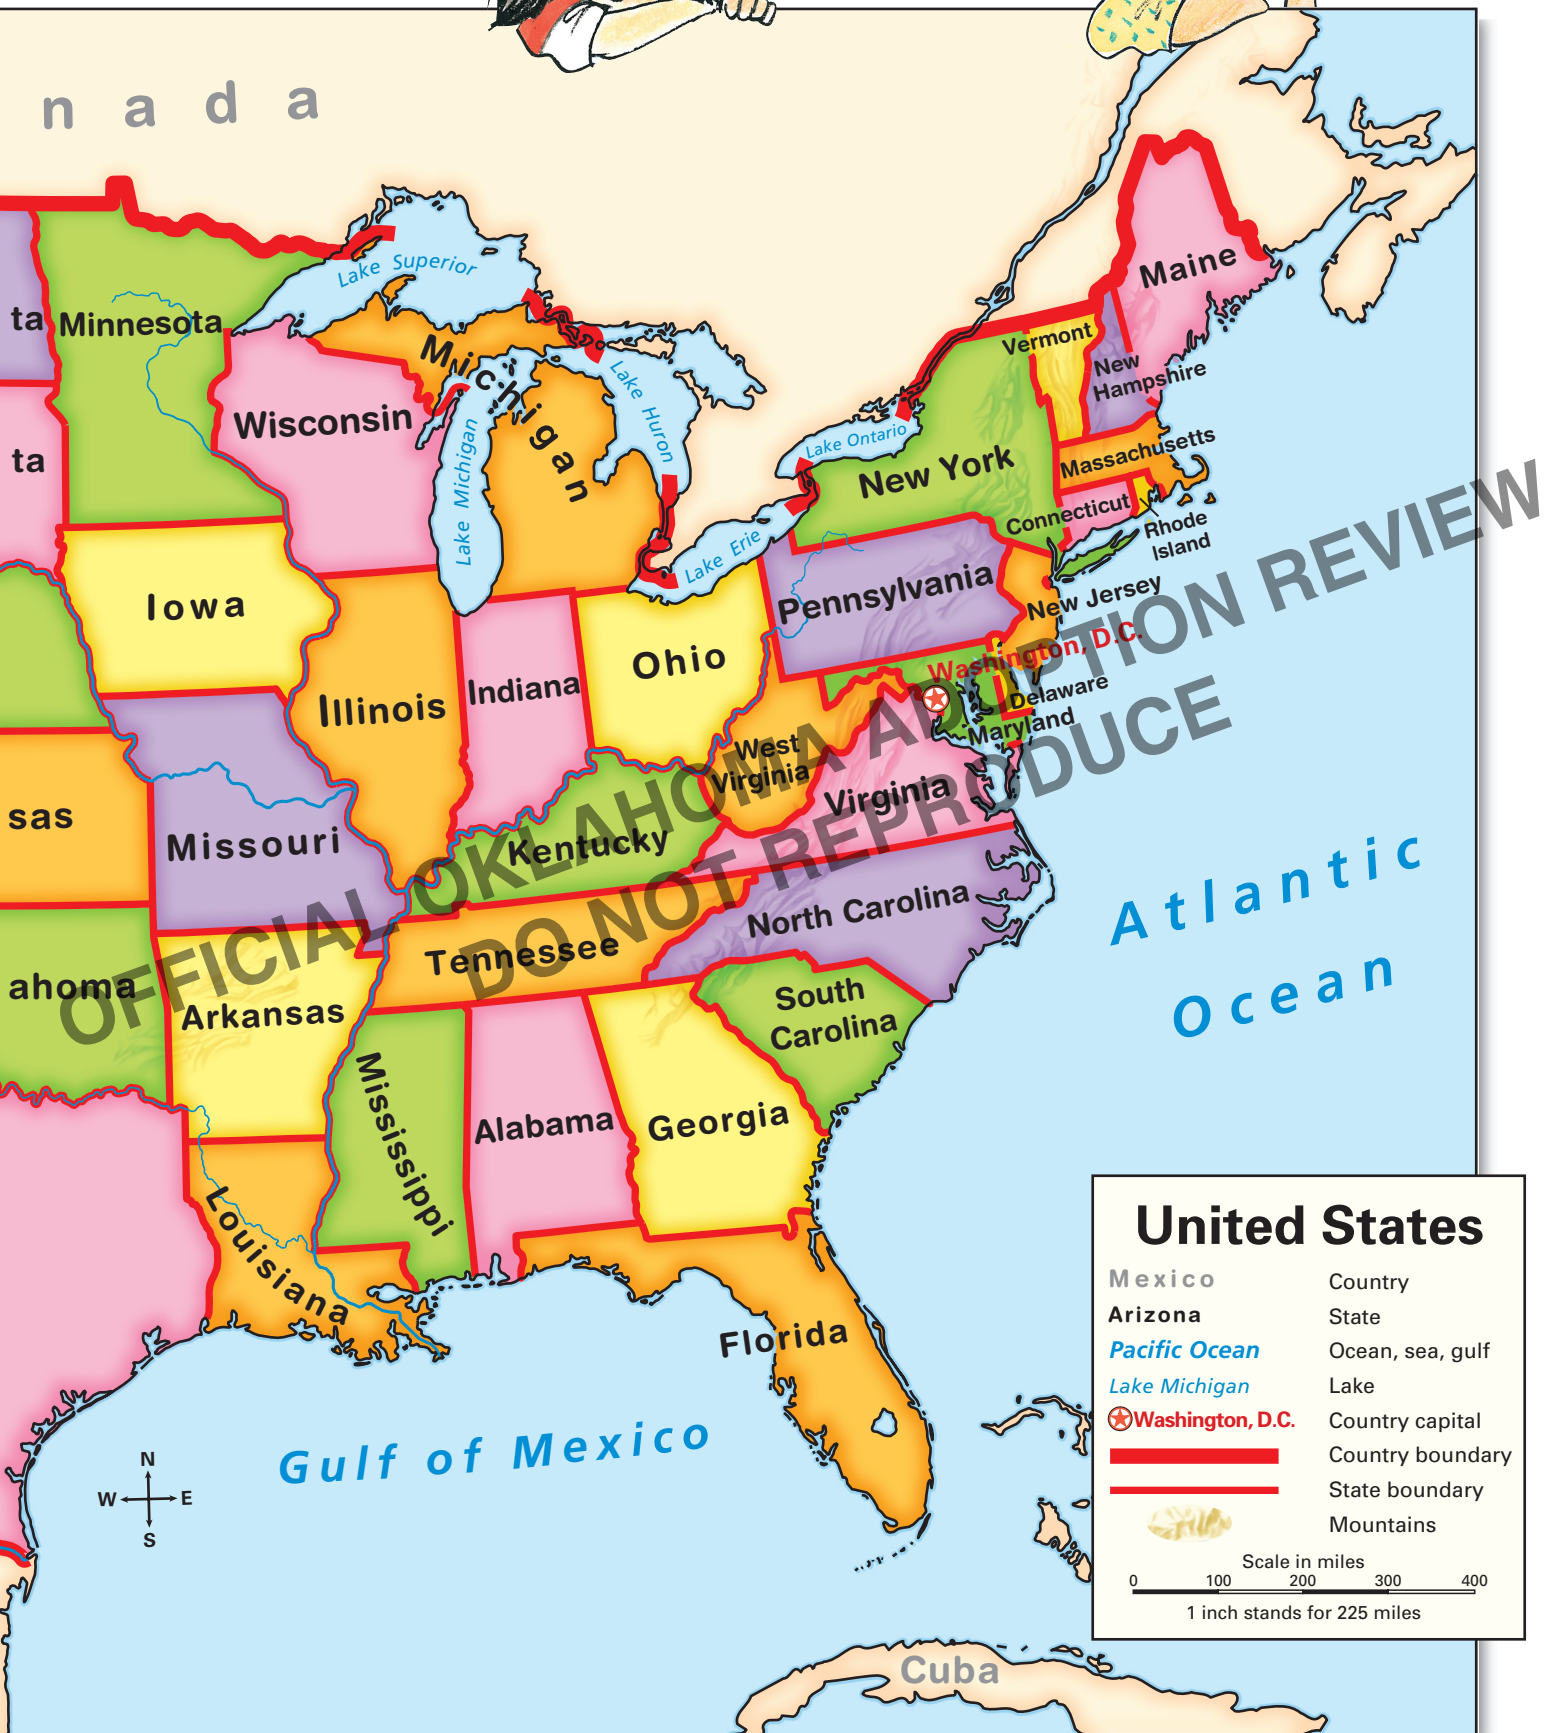 nada
Lake Superior
Maine
ta
Minnesota
Vermont
Michigan
New
Hampshire
Lake Huron
Wisconsin
Lake Michigan
Lake Ontario
ta
New York
Massachusetts
Connecticut
Rhode
Island
Lake Erie
Pennsylvania
New Jersey
Iowa
Ohio
Washington, D.C.
Indiana
Illinois
Delaware
Maryland
West
Virginia
Virginia
sas
Missouri
Kentucky
North Carolina
Tennessee
Atlantic
Ocean
ahoma
Arkansas
South
Carolina
Mississippi
Alabama
Georgia
Louisiana
Florida
Gulf of Mexico
N
W E
S
OFFICIAL OKLAHOMA ADOPTION REVIEW
DO NOT REPRODUCE
United States
Mexico Country
Arizona State
Pacific Ocean Ocean, sea, gulf
Lake Michigan Lake
Washington, D.C. Country capital
Country boundary
State boundary
Mountains
Scale in miles
0 100 200 300 400
1 inch stands for 225 miles
Cuba